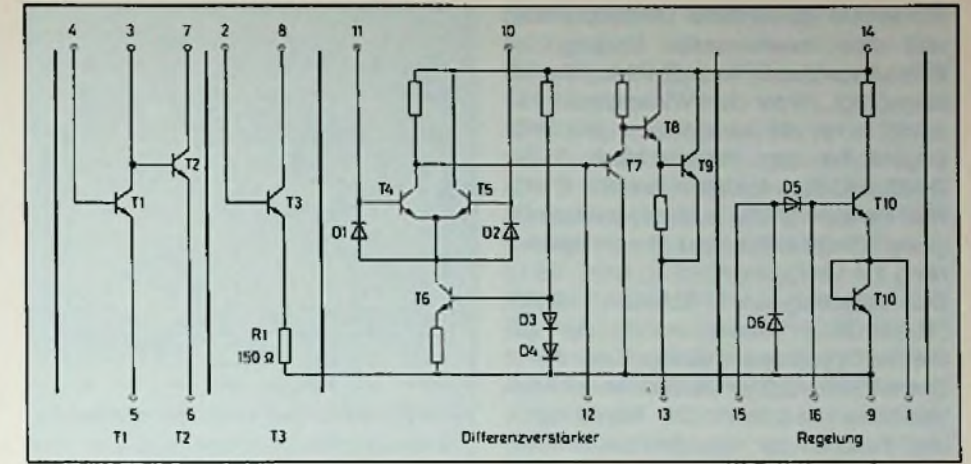 4 3 7 2 8 11 10 14
T8
T2 T7 T9
D5
T4 T5
T1 T3 T10
D1 D2
T6 T10
D3
R1 D6
150 Ω D4
5 6 12 13 15 16 9 1
T1 T2 T3 Differenzverstärker Regelung